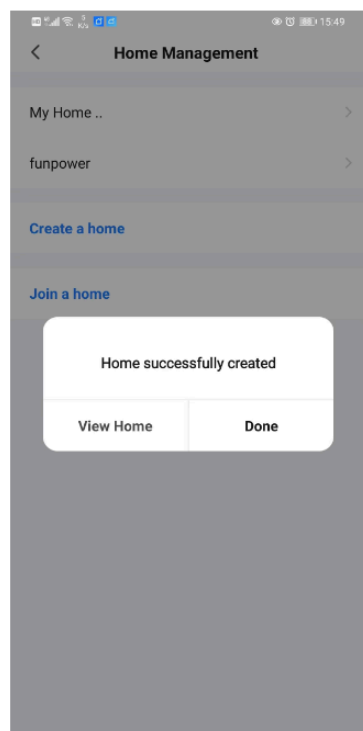 15:49
Home Management
My Home ..
funpower
Create a home
Join a home
Home successfully created
View Home
Done